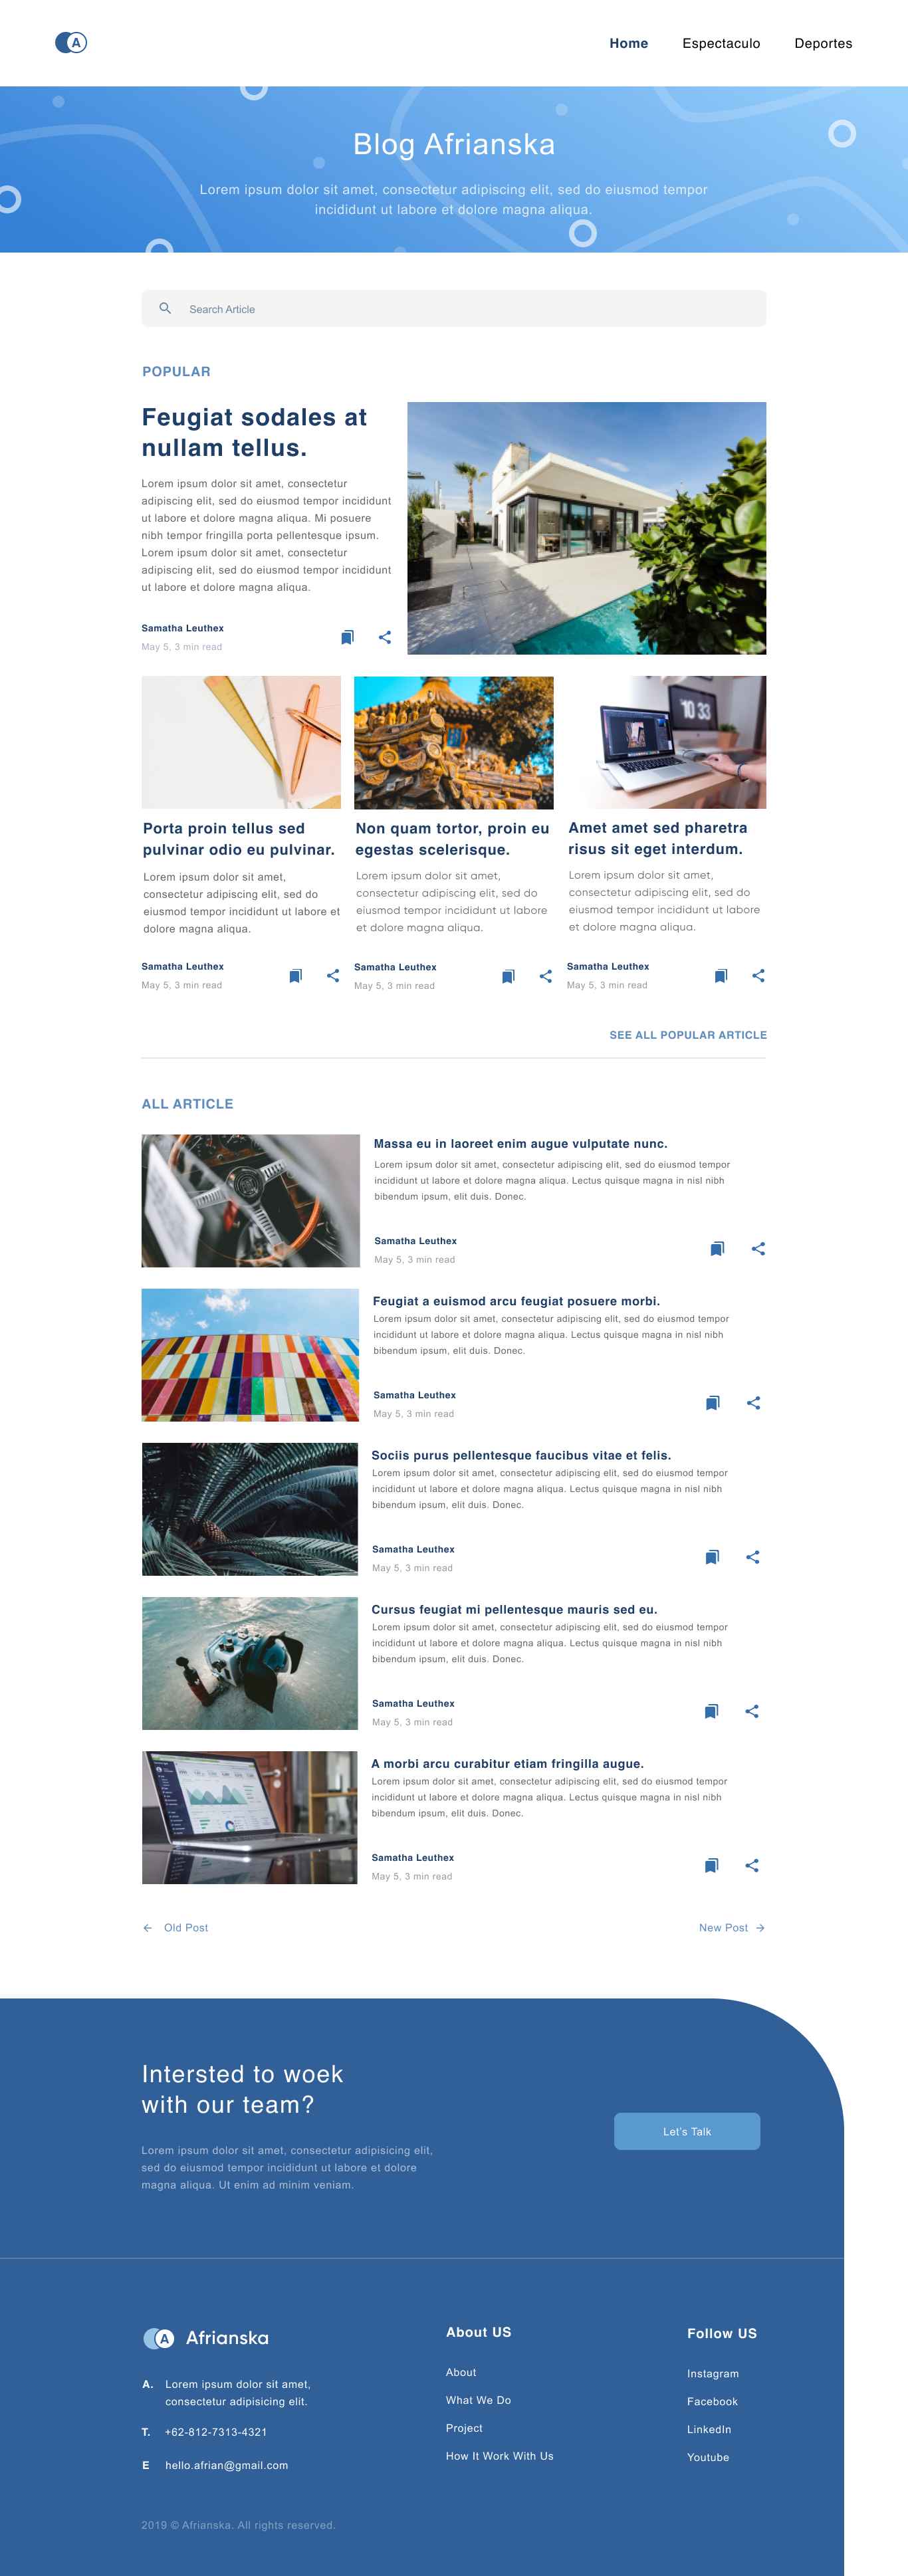 A
Home
Espectaculo
Deportes
Blog Afrianska
Lorem ipsum dolor sit amet, consectetur adipiscing elit, sed do eiusmod tempor
incididunt ut labore et dolore magna aliqua.
Search Article
POPULAR
Feugiat sodales at
nullam tellus.
Lorem ipsum dolor sit amet, consectetur
adipiscing elit, sed do eiusmod tempor incididunt
ut labore et dolore magna aliqua. Mi posuere
nibh tempor fringilla porta pellentesque ipsum.
Lorem ipsum dolor sit amet, consectetur
adipiscing elit, sed do eiusmod tempor incididunt
ut labore et dolore magna aliqua.
Samatha Leuthex
May 5, 3 min read
10 33
Porta proin tellus sed
pulvinar odio eu pulvinar.
Lorem ipsum dolor sit amet,
consectetur adipiscing elit, sed do
eiusmod tempor incididunt ut labore et
dolore magna aliqua.
Samatha Leuthex
May 5, 3 min read
Non quam tortor, proin eu
egestas scelerisque.
Lorem ipsum dolor sit amet,
consectetur adipiscing elit, sed do
eiusmod tempor incididunt ut labore
et dolore magna aliqua.
Samatha Leuthex
May 5, 3 min read
Amet amet sed pharetra
risus sit eget interdum.
Lorem ipsum dolor sit amet,
consectetur adipiscing elit, sed do
eiusmod tempor incididunt ut labore
et dolore magna aliqua.
Samatha Leuthex
May 5, 3 min read
SEE ALL POPULAR ARTICLE
ALL ARTICLE
Massa eu in laoreet enim augue vulputate nunc.
Lorem ipsum dolor sit amet, consectetur adipiscing elit, sed do eiusmod tempor
incididunt ut labore et dolore magna aliqua. Lectus quisque magna in nisl nibh
bibendum ipsum, elit duis. Donec.
Samatha Leuthex
May 5, 3 min read
Feugiat a euismod arcu feugiat posuere morbi.
Lorem ipsum dolor sit amet, consectetur adipiscing elit, sed do eiusmod tempor
incididunt ut labore et dolore magna aliqua. Lectus quisque magna in nisl nibh
bibendum ipsum, elit duis. Donec.
Samatha Leuthex
May 5, 3 min read
Sociis purus pellentesque faucibus vitae et felis.
Lorem ipsum dolor sit amet, consectetur adipiscing elit, sed do eiusmod tempor
incididunt ut labore et dolore magna aliqua. Lectus quisque magna in nisl nibh
bibendum ipsum, elit duis. Donec.
Samatha Leuthex
May 5, 3 min read
Cursus feugiat mi pellentesque mauris sed eu.
Lorem ipsum dolor sit amet, consectetur adipiscing elit, sed do eiusmod tempor
incididunt ut labore et dolore magna aliqua. Lectus quisque magna in nisl nibh
bibendum ipsum, elit duis. Donec.
Samatha Leuthex
May 5, 3 min read
A morbi arcu curabitur etiam fringilla augue.
Lorem ipsum dolor sit amet, consectetur adipiscing elit, sed do eiusmod tempor
incididunt ut labore et dolore magna aliqua. Lectus quisque magna in nisl nibh
bibendum ipsum, elit duis. Donec.
Samatha Leuthex
May 5, 3 min read
Old Post
New Post
Intersted to woek
with our team?
Lorem ipsum dolor sit amet, consectetur adipisicing elit,
sed do eiusmod tempor incididunt ut labore et dolore
magna aliqua. Ut enim ad minim veniam.
Let's Talk
A Afrianska
A. Lorem ipsum dolor sit amet,
consectetur adipisicing elit.
T. +62-812-7313-4321
E hello.afrian@gmail.com
About US
About
What We Do
Project
How It Work With Us
Follow US
Instagram
Facebook
LinkedIn
Youtube
2019 © Afrianska. All rights reserved.